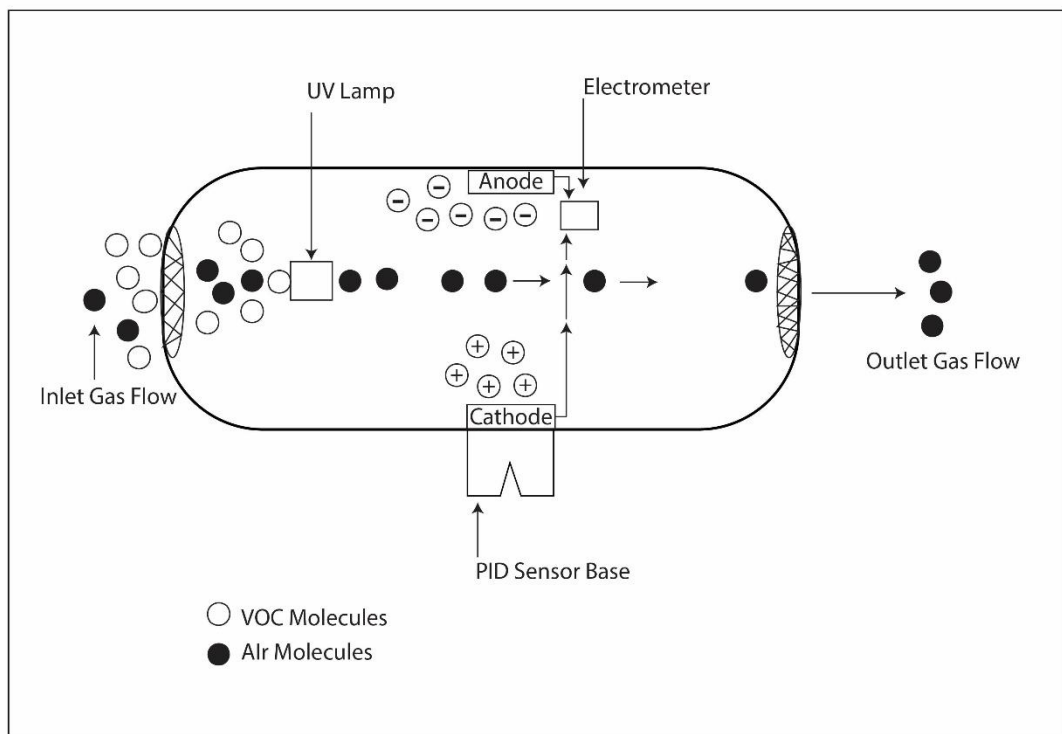 UV Lamp
Electrometer
Anode
Inlet Gas Flow
Outlet Gas Flow
Cathode
PID Sensor Base
VOC Molecules
AIr Molecules